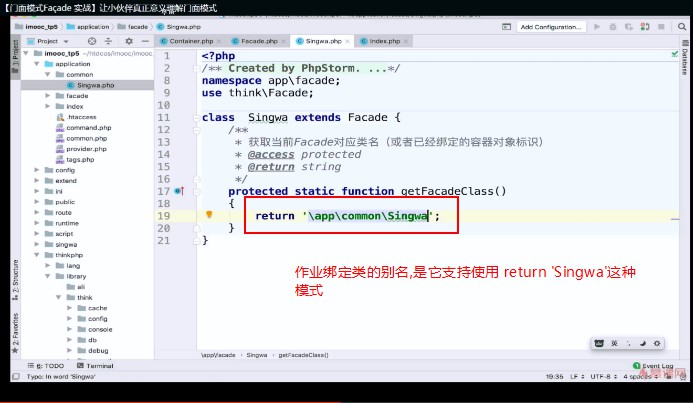 【门面模式Façade 实战】让小伙伴真正意义理解门面模式
imooc_tp5
application
facade
Singwa.php
Add Configuration...
Project
Container.php
Facade.php
Singwa.php
Index.php
imooc_tp5
application
common
Singwa.php
facade
index
.htaccess
command.php
common.php
provider.php
tags.php
config
extend
ini
public
route
runtime
script
singwa
thinkphp
lang
library
ali
think
cache
config
console
db
debug
1: Project
2: Structure
2: Favorites
Database
1 <?php
2 /** Created by PhpStorm. ...*/
8 namespace app\facade;
9 use think\Facade;
10
11 class Singwa extends Facade {
12 /**
13 * 获取当前Facade对应类名（或者已经绑定的容器对象标识）
14 * @access protected
15 * @return string
16 */
17 protected static function getFacadeClass()
18 {
19 return '\app\common\Singwa';
20 }
21 }
作业绑定类的别名,是它支持使用 return 'Singwa'这种
模式
英
\app\facade
Singwa
getFacadeClass()
6: TODO
Terminal
1 Event Log
Typo: In word 'Singwa'
19:35
LF
UTF-8
4 spaces